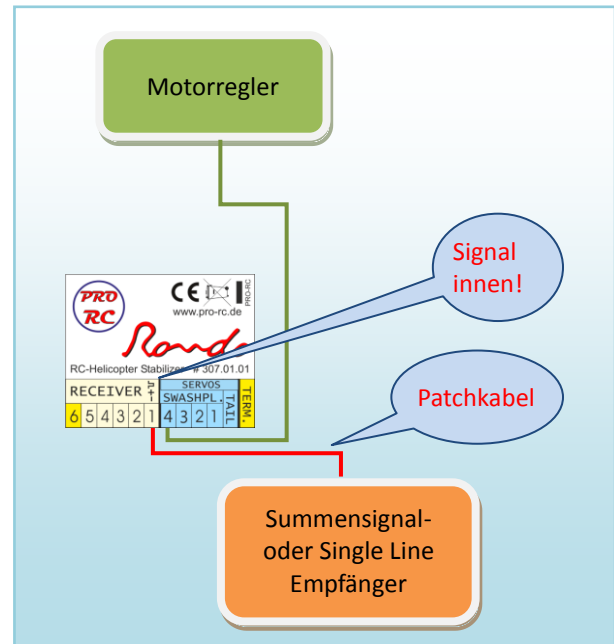 Motorregler
Signal
innen!
PRO
RC
CE
PRO-RC
www.pro-rc.de
Rondo
RC-Helicopter Stabilizer # 307.01.01
RECEIVER
- +
SERVOS
SWASHPL.
TAIL
TERM.
6 5 4 3 2 1 4 3 2 1
Patchkabel
Summensignal-
oder Single Line
Empfänger